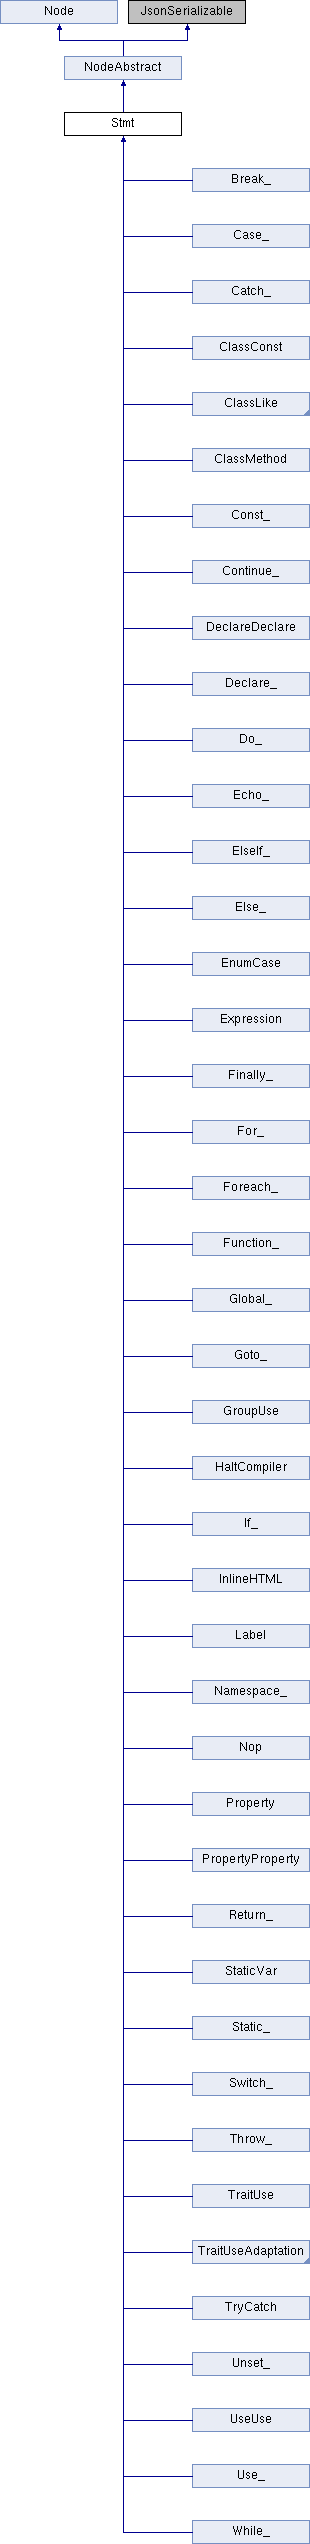 Node JsonSerializable
NodeAbstract
Stmt
Break_
Case_
Catch_
ClassConst
ClassLike
ClassMethod
Const_
Continue_
DeclareDeclare
Declare_
Do_
Echo_
ElseIf_
Else_
EnumCase
Expression
Finally_
For_
Foreach_
Function_
Global_
Goto_
GroupUse
HaltCompiler
If_
InlineHTML
Label
Namespace_
Nop
Property
PropertyProperty
Return_
StaticVar
Static_
Switch_
Throw_
TraitUse
TraitUseAdaptation
TryCatch
Unset_
UseUse
Use_
While_